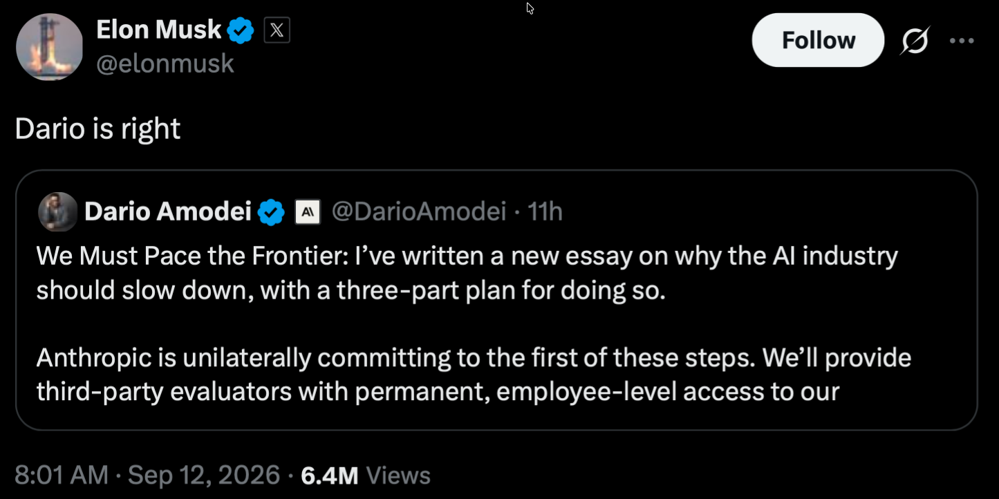 Elon Musk
@elonmusk
Follow
Dario is right
Dario Amodei @DarioAmodei · 11h
We Must Pace the Frontier: I’ve written a new essay on why the AI industry
should slow down, with a three-part plan for doing so.
Anthropic is unilaterally committing to the first of these steps. We’ll provide
third-party evaluators with permanent, employee-level access to our
8:01 AM · Sep 12, 2026 · 6.4M Views